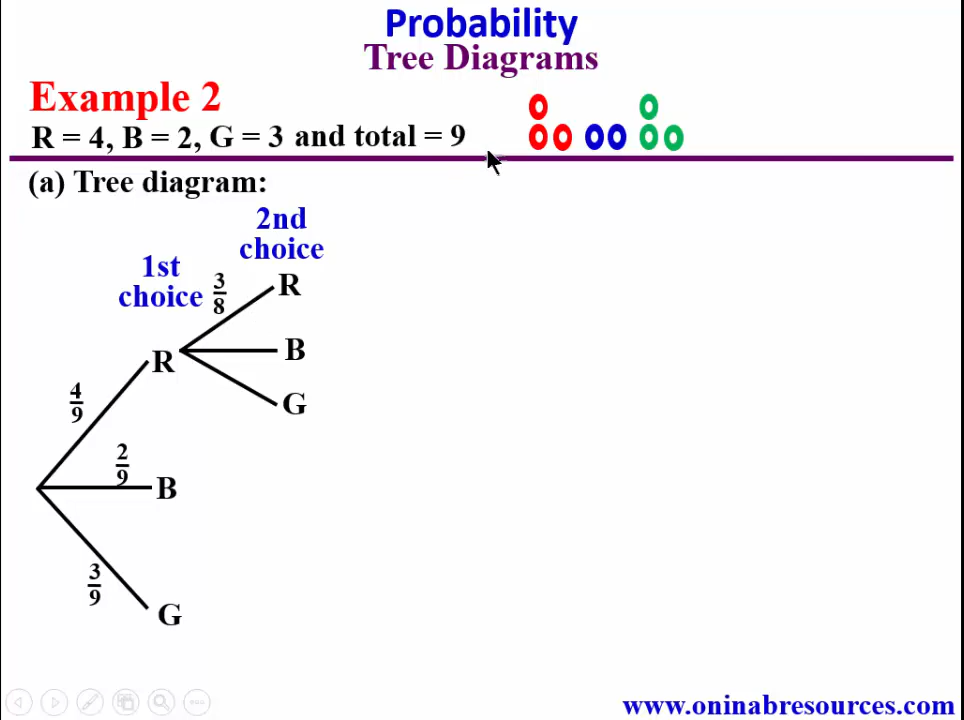 Probability
Tree Diagrams
Example 2
R = 4, B = 2, G = 3 and total = 9
(a) Tree diagram:
2nd
choice
1st
choice
3
8
R
B
G
R
4
9
2
9
B
3
9
G
www.oninabresources.com